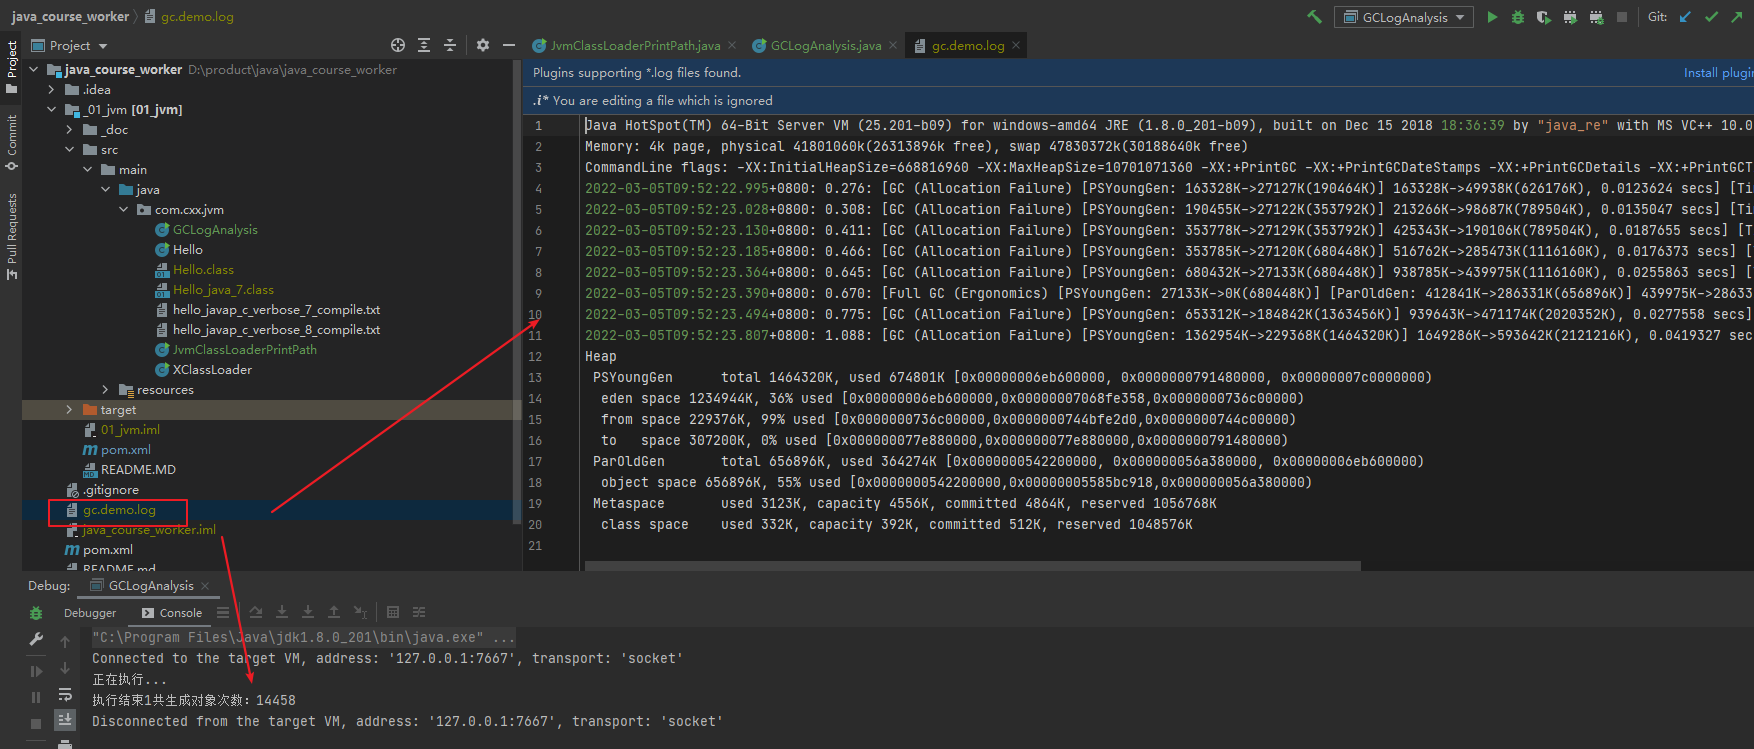 java_course_worker
gc.demo.log
GCLogAnalysis
Git:
Project
Commit
Pull Requests
Project
java_course_worker D:\product\java\java_course_worker
.idea
_01_jvm [01_jvm]
_doc
src
main
java
com.cxx.jvm
GCLogAnalysis
Hello
Hello.class
Hello_java_7.class
hello_javap_c_verbose_7_compile.txt
hello_javap_c_verbose_8_compile.txt
JvmClassLoaderPrintPath
XClassLoader
resources
target
01_jvm.iml
pom.xml
README.MD
.gitignore
gc.demo.log
java_course_worker.iml
pom.xml
README.md
JvmClassLoaderPrintPath.java
GCLogAnalysis.java
gc.demo.log
Plugins supporting *.log files found.
Install plugin
.i* You are editing a file which is ignored
1 Java HotSpot(TM) 64-Bit Server VM (25.201-b09) for windows-amd64 JRE (1.8.0_201-b09), built on Dec 15 2018 18:36:39 by "java_re" with MS VC++ 10.0
2 Memory: 4k page, physical 41801060k(26313896k free), swap 47830372k(30188640k free)
3 CommandLine flags: -XX:InitialHeapSize=668816960 -XX:MaxHeapSize=10701071360 -XX:+PrintGC -XX:+PrintGCDateStamps -XX:+PrintGCDetails -XX:+PrintGCT
4 2022-03-05T09:52:22.995+0800: 0.276: [GC (Allocation Failure) [PSYoungGen: 163328K->27127K(190464K)] 163328K->49938K(626176K), 0.0123624 secs] [Ti
5 2022-03-05T09:52:23.028+0800: 0.308: [GC (Allocation Failure) [PSYoungGen: 190455K->27122K(353792K)] 213266K->98687K(789504K), 0.0135047 secs] [Ti
6 2022-03-05T09:52:23.130+0800: 0.411: [GC (Allocation Failure) [PSYoungGen: 353778K->27129K(353792K)] 425343K->190106K(789504K), 0.0187655 secs] [T
7 2022-03-05T09:52:23.185+0800: 0.466: [GC (Allocation Failure) [PSYoungGen: 353785K->27120K(680448K)] 516762K->285473K(1116160K), 0.0176373 secs] [
8 2022-03-05T09:52:23.364+0800: 0.645: [GC (Allocation Failure) [PSYoungGen: 680432K->27133K(680448K)] 938785K->439975K(1116160K), 0.0255863 secs] [
9 2022-03-05T09:52:23.390+0800: 0.670: [Full GC (Ergonomics) [PSYoungGen: 27133K->0K(680448K)] [ParOldGen: 412841K->286331K(656896K)] 439975K->28633
10 2022-03-05T09:52:23.494+0800: 0.775: [GC (Allocation Failure) [PSYoungGen: 653312K->184842K(1363456K)] 939643K->471174K(2020352K), 0.0277558 secs]
11 2022-03-05T09:52:23.807+0800: 1.088: [GC (Allocation Failure) [PSYoungGen: 1362954K->229368K(1464320K)] 1649286K->593642K(2121216K), 0.0419327 sec
12 Heap
13 PSYoungGen total 1464320K, used 674801K [0x00000006eb600000, 0x0000000791480000, 0x00000007c0000000)
14 eden space 1234944K, 36% used [0x00000006eb600000,0x00000007068fe358,0x0000000736c00000)
15 from space 229376K, 99% used [0x0000000736c00000,0x0000000744bfe2d0,0x0000000744c00000)
16 to space 307200K, 0% used [0x000000077e880000,0x000000077e880000,0x0000000791480000)
17 ParOldGen total 656896K, used 364274K [0x0000000542200000, 0x000000056a380000, 0x00000006eb600000)
18 object space 656896K, 55% used [0x0000000542200000,0x00000005585bc918,0x000000056a380000)
19 Metaspace used 3123K, capacity 4556K, committed 4864K, reserved 1056768K
20 class space used 332K, capacity 392K, committed 512K, reserved 1048576K
21
Debug: GCLogAnalysis
Debugger Console
"C:\Program Files\Java\jdk1.8.0_201\bin\java.exe" ...
Connected to the target VM, address: '127.0.0.1:7667', transport: 'socket'
正在执行...
执行结束1共生成对象次数：14458
Disconnected from the target VM, address: '127.0.0.1:7667', transport: 'socket'